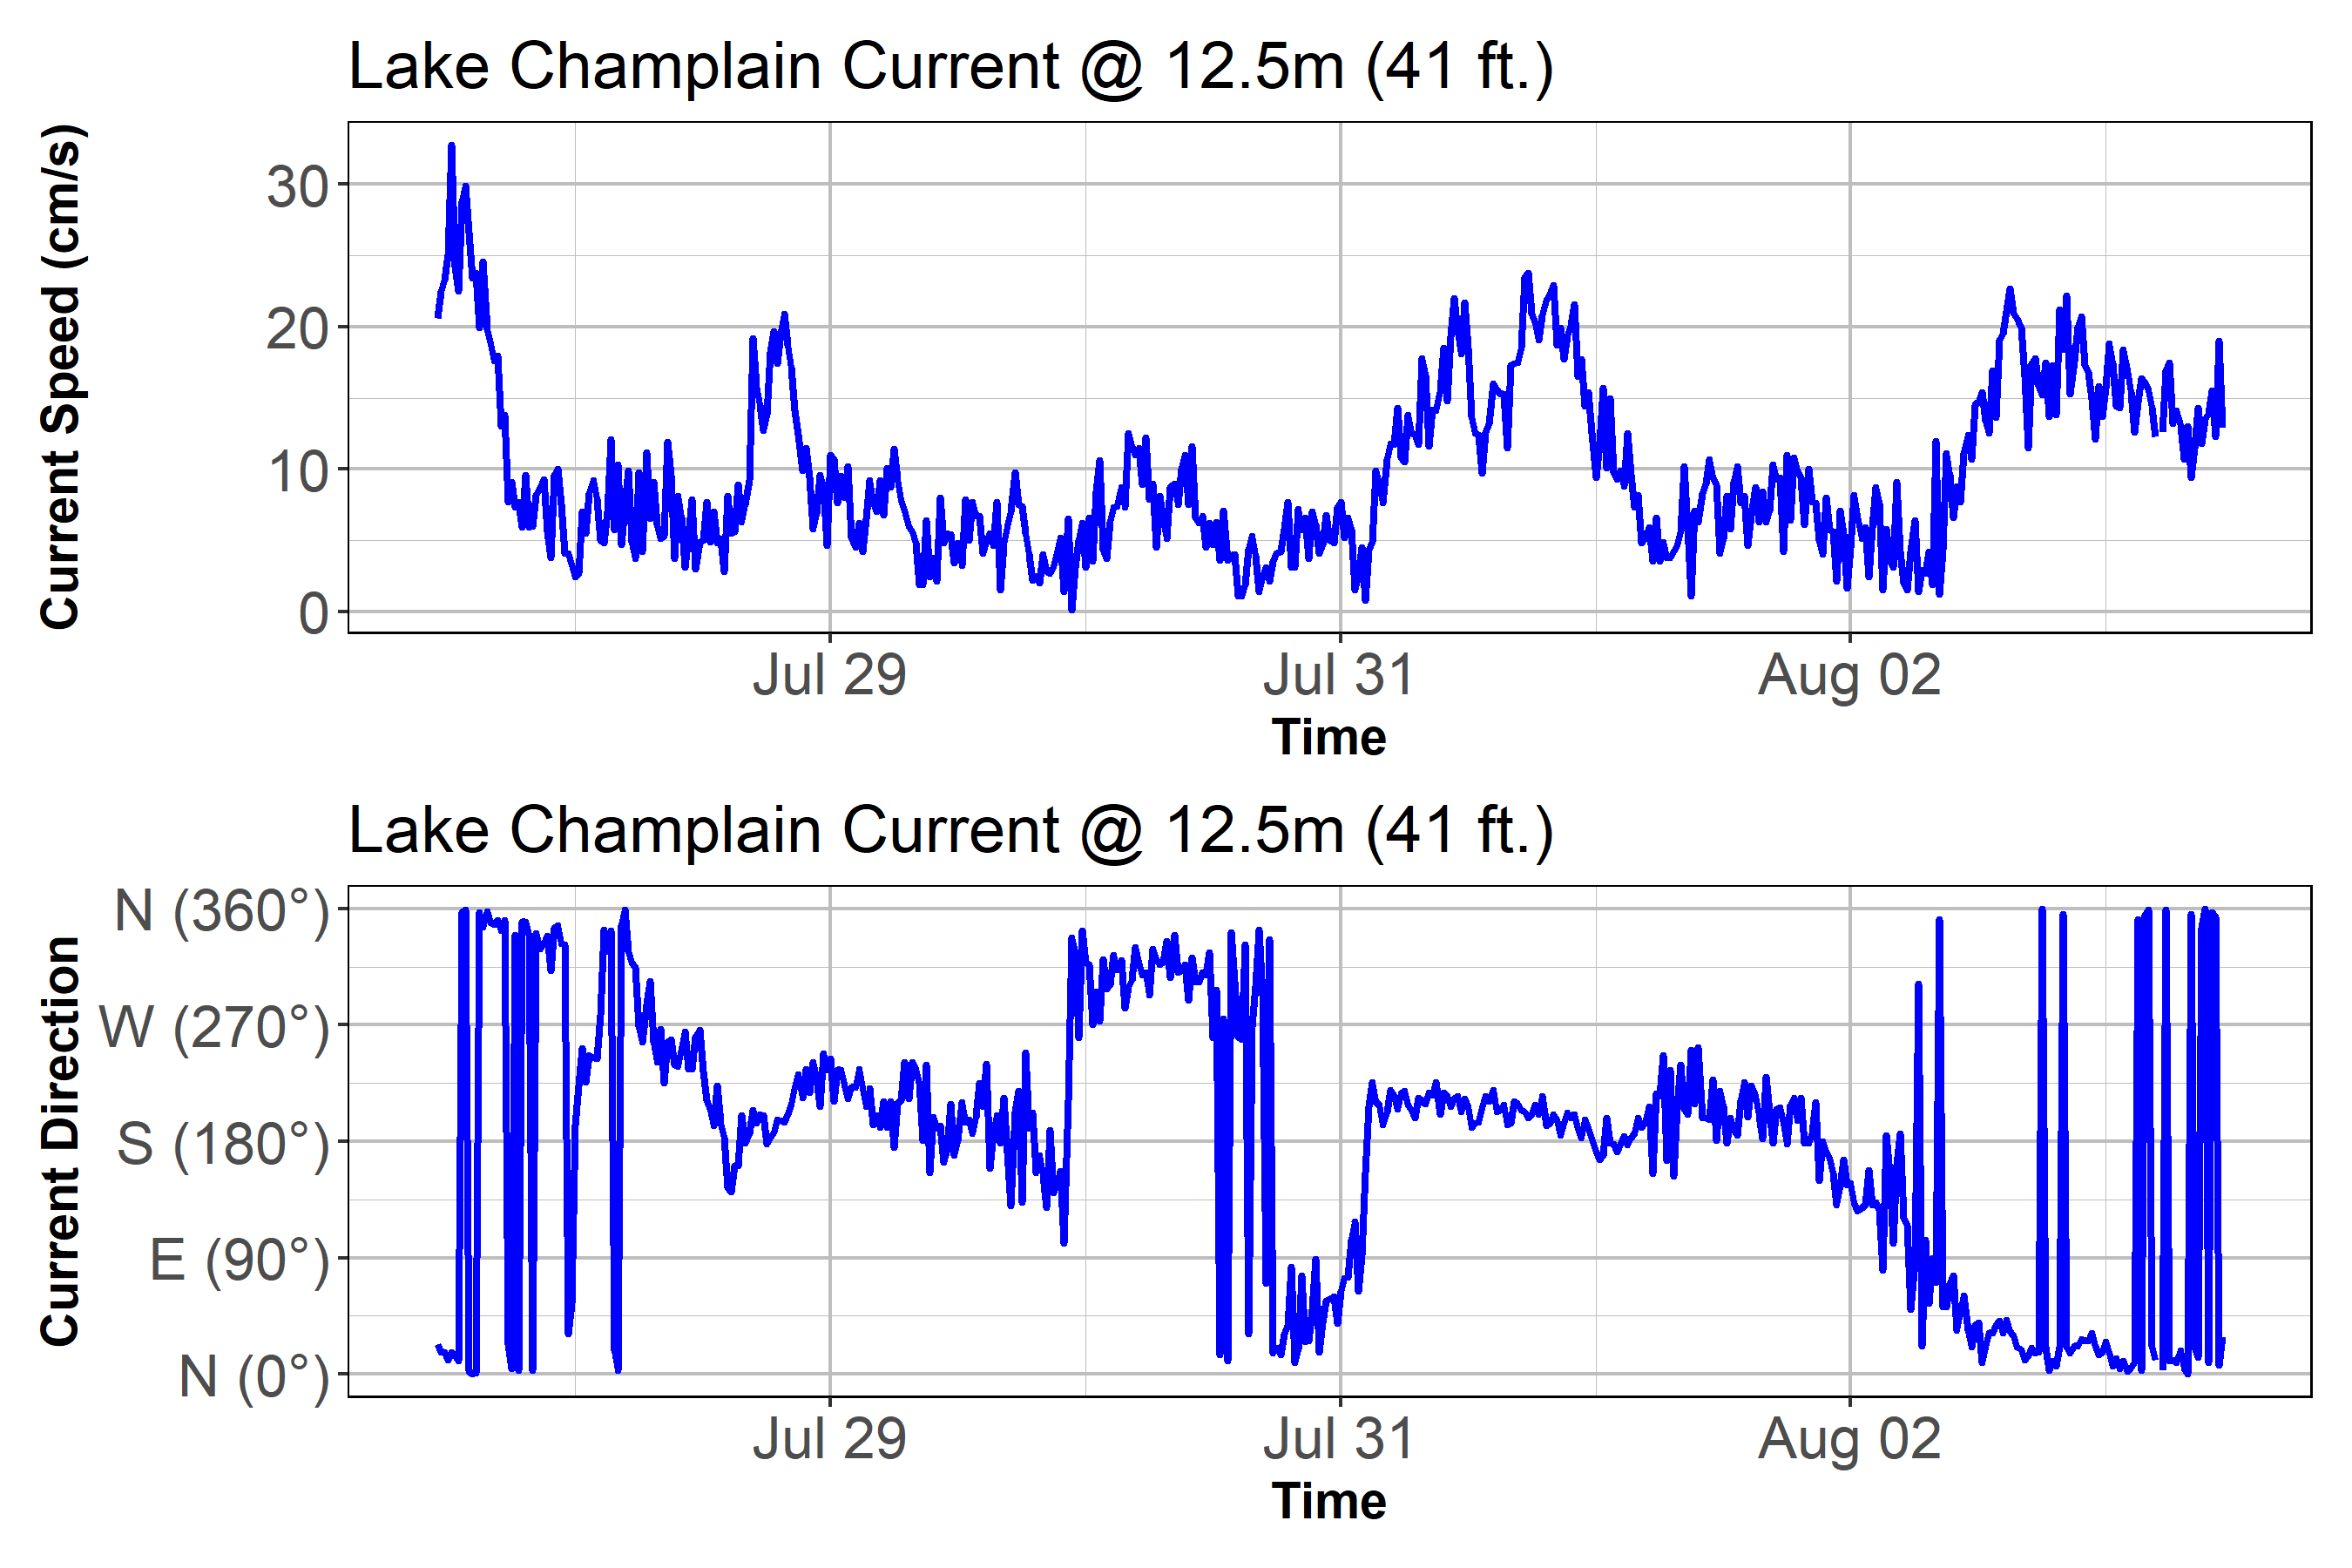 Lake Champlain Current @ 12.5m (41 ft.)
Current Speed (cm/s)
30
20
10
0
Jul 29 Jul 31 Aug 02
Time
Lake Champlain Current @ 12.5m (41 ft.)
Current Direction
N (360°)
W (270°)
S (180°)
E (90°)
N (0°)
Jul 29 Jul 31 Aug 02
Time